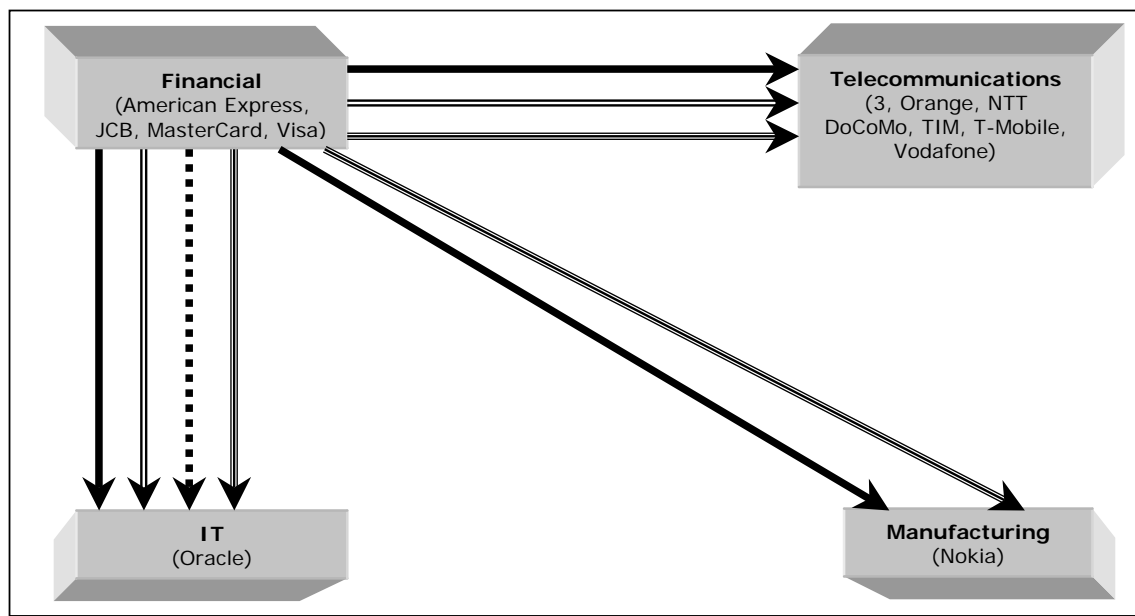 Financial
(American Express,
JCB, MasterCard, Visa)
Telecommunications
(3, Orange, NTT
DoCoMo, TIM, T-Mobile,
Vodafone)
IT
(Oracle)
Manufacturing
(Nokia)